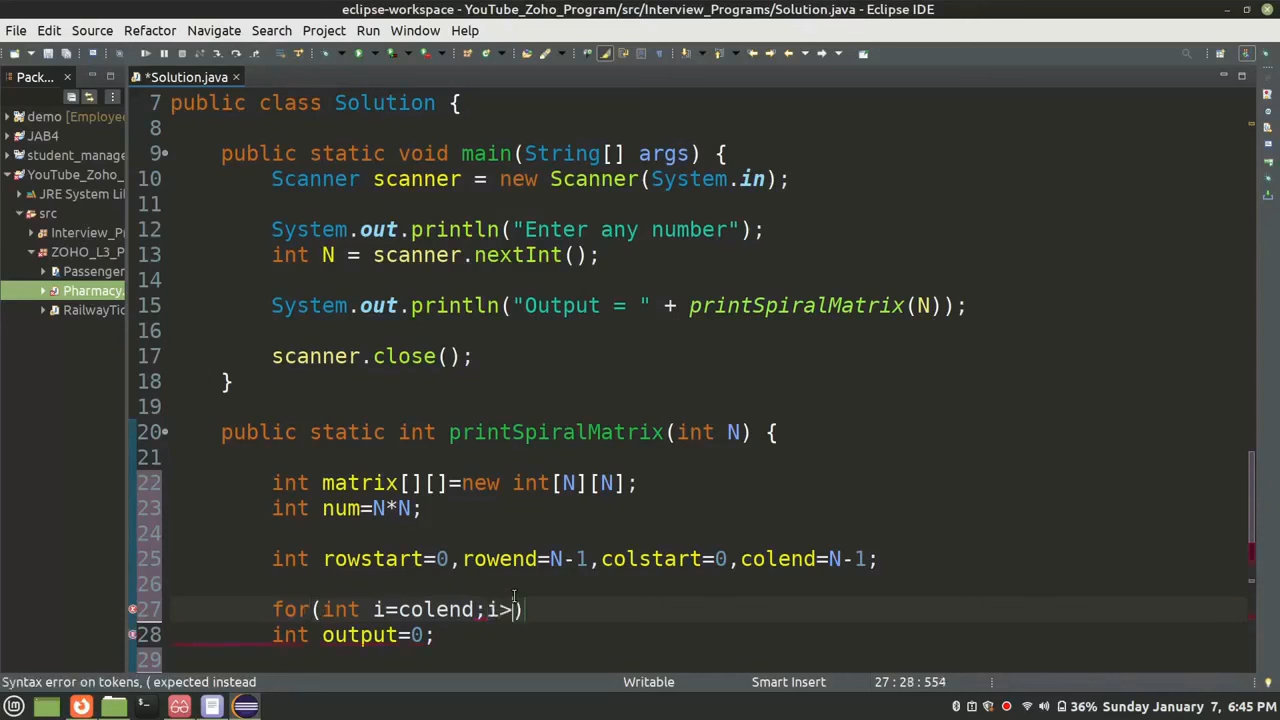 eclipse-workspace - YouTube_Zoho_Program/src/Interview_Programs/Solution.java - Eclipse IDE
File Edit Source Refactor Navigate Search Project Run Window Help
Pack...
*Solution.java
demo [Employee
JAB4
student_manage
YouTube_Zoho_
JRE System Li
src
Interview_Pr
ZOHO_L3_P
Passenger
Pharmacy.
RailwayTic
7 public class Solution {
8
9 public static void main(String[] args) {
10 Scanner scanner = new Scanner(System.in);
11
12 System.out.println("Enter any number");
13 int N = scanner.nextInt();
14
15 System.out.println("Output = " + printSpiralMatrix(N));
16
17 scanner.close();
18 }
19
20 public static int printSpiralMatrix(int N) {
21
22 int matrix[][]=new int[N][N];
23 int num=N*N;
24
25 int rowstart=0,rowend=N-1,colstart=0,colend=N-1;
26
27 for(int i=colend;i>)
28 int output=0;
29
Syntax error on tokens, ( expected instead
Writable
Smart Insert
27 : 28 : 554
36% Sunday January 7, 6:45 PM